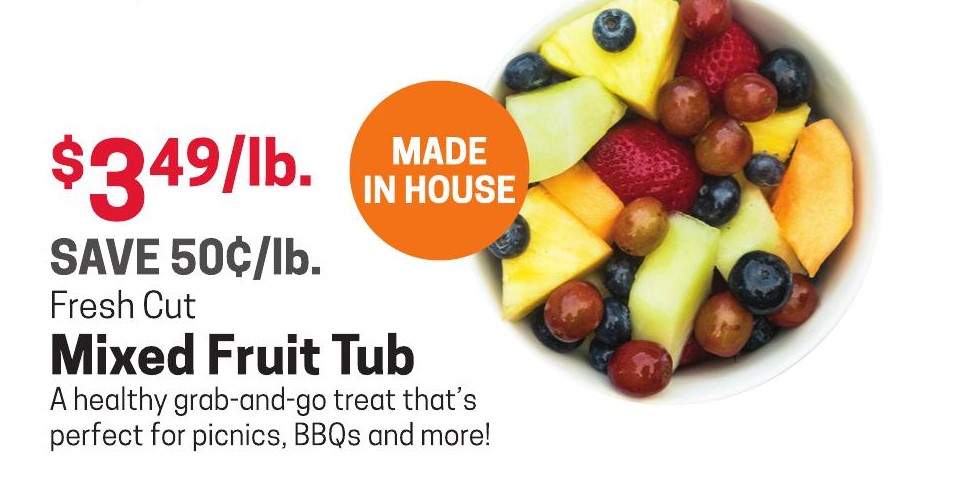 $3 49/lb.
SAVE 50¢/lb.
Fresh Cut
Mixed Fruit Tub
A healthy grab-and-go treat that's
perfect for picnics, BBQs and more!
MADE
IN HOUSE